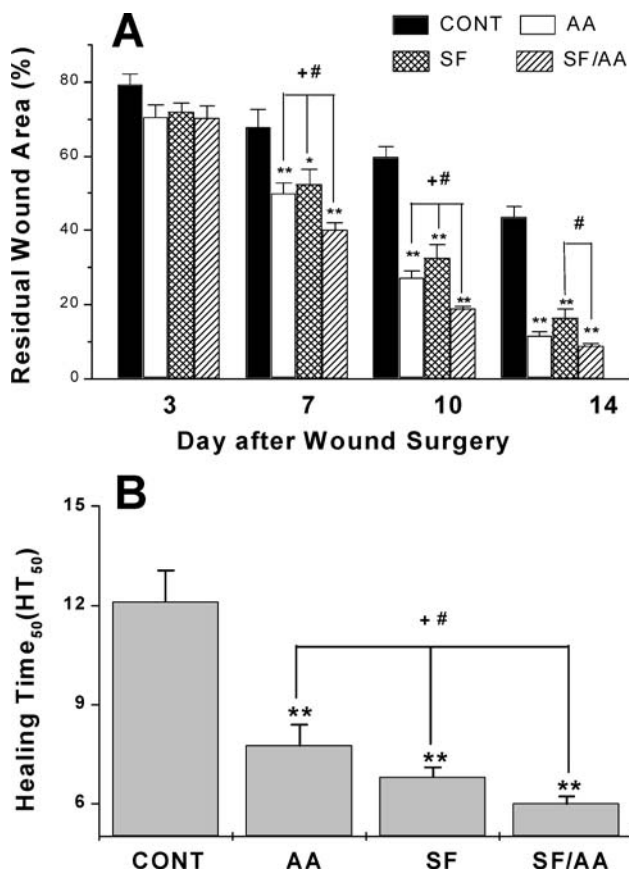 A
CONT AA
SF SF/AA
Residual Wound Area (%)
80
60
40
20
0
+#
** * **
+#
** ** **
#
** ** **
3 7 10 14
Day after Wound Surgery
B
Healing Time50(HT50)
15
12
9
6
+ #
** ** **
CONT AA SF SF/AA